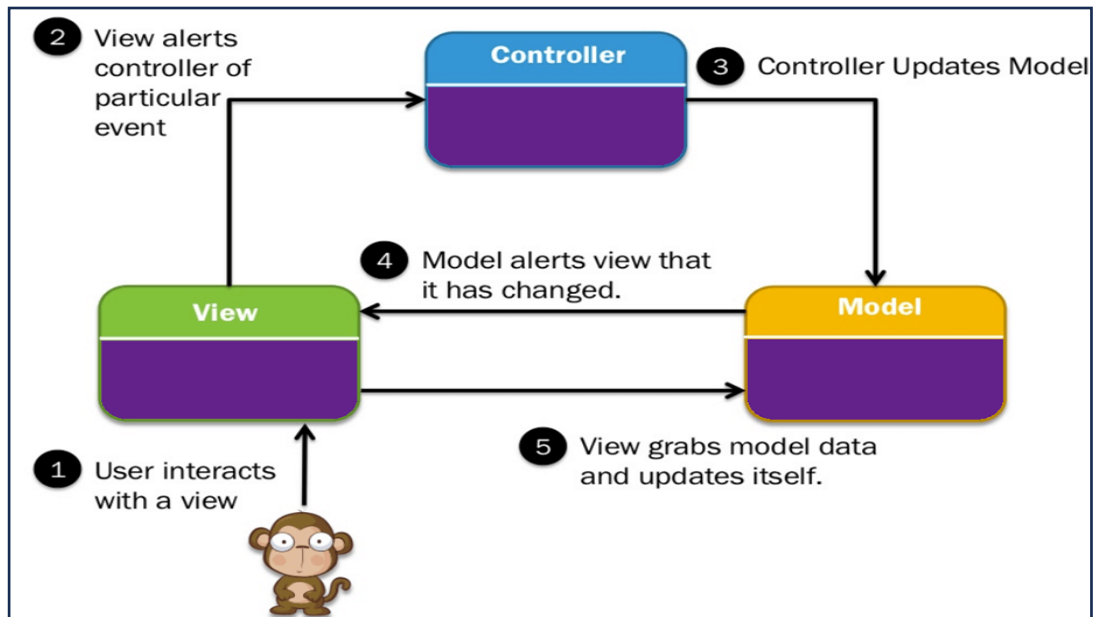 2 View alerts
controller of
particular
event
Controller
3 Controller Updates Model
4 Model alerts view that
it has changed.
View
Model
5 View grabs model data
and updates itself.
1 User interacts
with a view